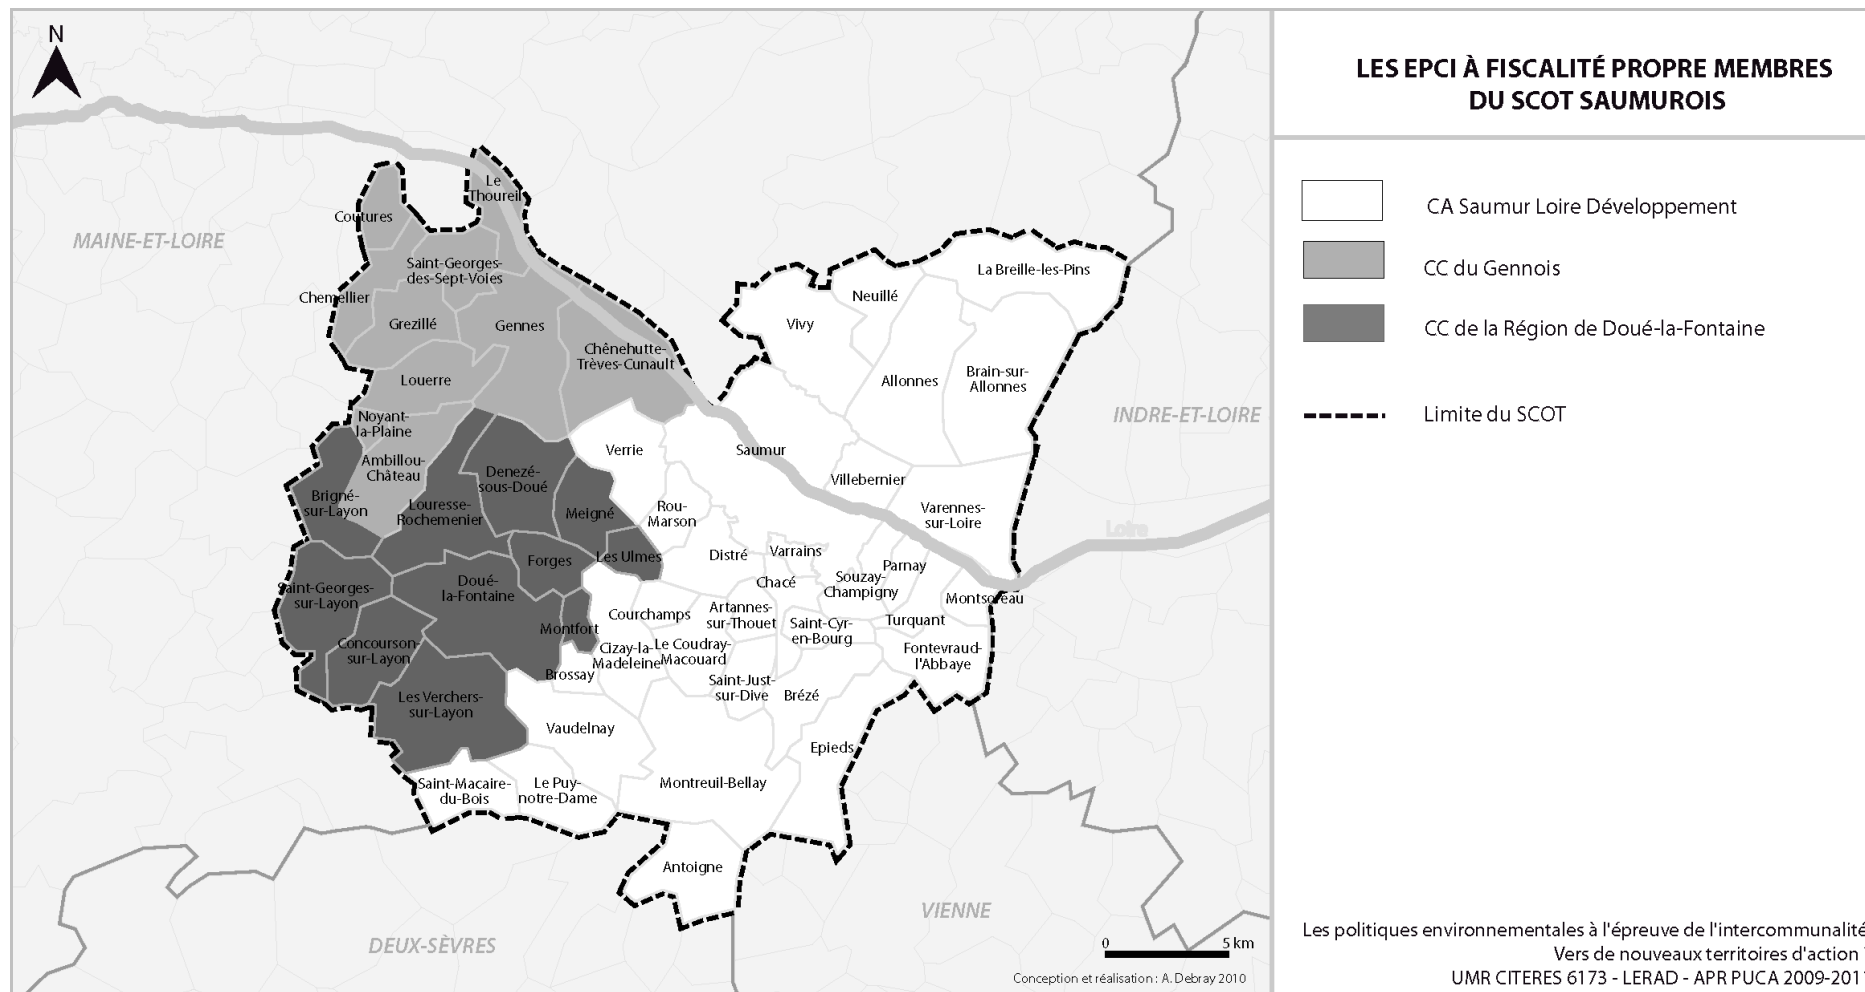 N
LES EPCI À FISCALITÉ PROPRE MEMBRES
DU SCOT SAUMUROIS
CA Saumur Loire Développement
CC du Gennois
CC de la Région de Doué-la-Fontaine
Limite du SCOT
MAINE-ET-LOIRE
INDRE-ET-LOIRE
VIENNE
DEUX-SÈVRES
Loire
Le
Thoureil
Coutures
Saint-Georges-
des-Sept-Voies
Chemellier
Grezillé
Gennes
Chênehutte-
Trèves-Cunault
Louerre
Noyant-
la-Plaine
Ambillou-
Château
La Breille-les-Pins
Neuillé
Vivy
Allonnes
Brain-sur-
Allonnes
Verrie
Saumur
Villebernier
Varennes-
sur-Loire
Denezé-
sous-Doué
Brigné-
sur-Layon
Louresse-
Rochemenier
Meigné
Rou-
Marson
Forges
Les Ulmes
Distré
Varrains
Chacé
Souzay-
Champigny
Parnay
Montsoreau
Saint-Georges-
sur-Layon
Doué-
la-Fontaine
Montfort
Courchamps
Artannes-
sur-Thouet
Saint-Cyr-
en-Bourg
Turquant
Fontevraud-
l'Abbaye
Concourson-
sur-Layon
Cizay-la-
Madeleine
Le Coudray-
Macouard
Brossay
Saint-Just-
sur-Dive
Brézé
Les Verchers-
sur-Layon
Vaudelnay
Epieds
Saint-Macaire-
du-Bois
Le Puy-
notre-Dame
Montreuil-Bellay
Antoigne
0 5 km
Conception et réalisation : A. Debray 2010
Les politiques environnementales à l'épreuve de l'intercommunalité
Vers de nouveaux territoires d'action
UMR CITERES 6173 - LERAD - APR PUCA 2009-201